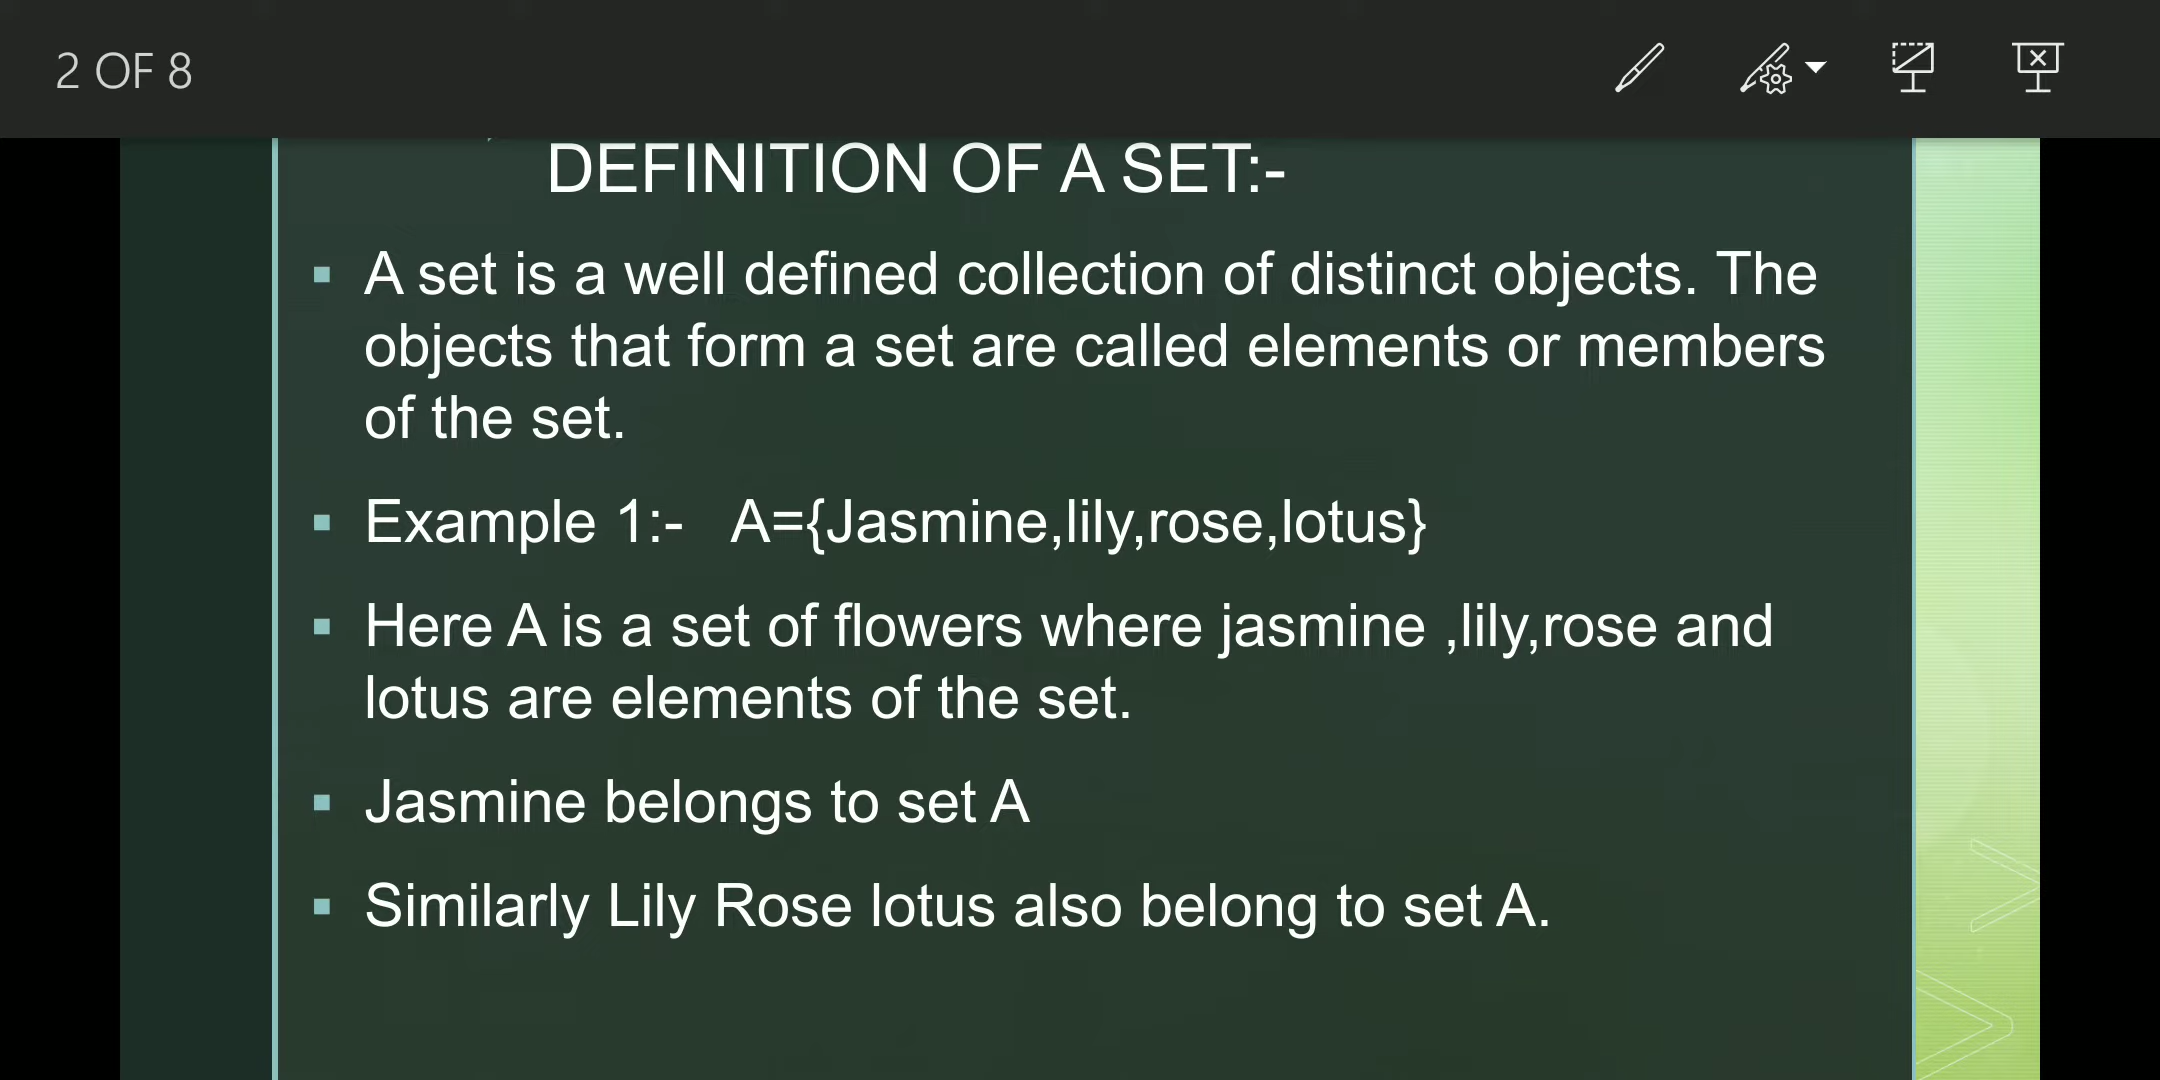 2 OF 8
DEFINITION OF A SET:-
A set is a well defined collection of distinct objects. The
objects that form a set are called elements or members
of the set.
Example 1:- A={Jasmine,lily,rose,lotus}
Here A is a set of flowers where jasmine ,lily,rose and
lotus are elements of the set.
Jasmine belongs to set A
Similarly Lily Rose lotus also belong to set A.